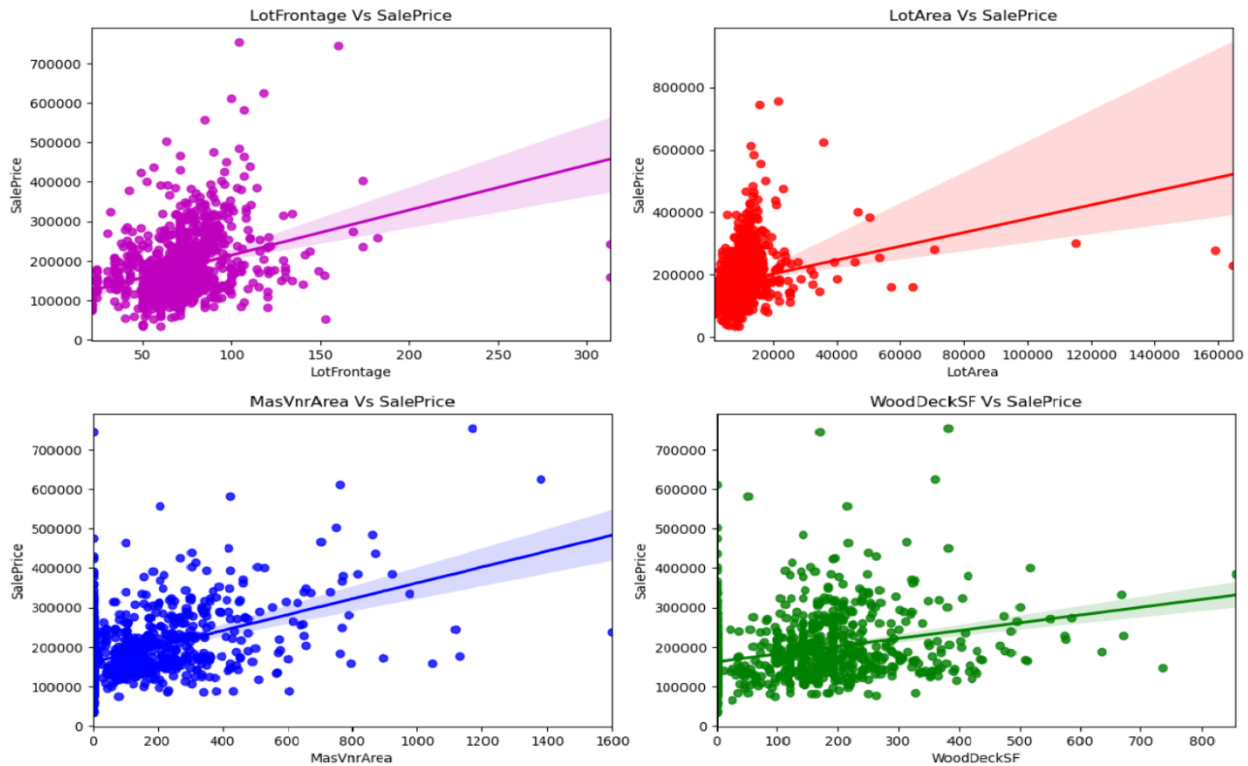 LotFrontage Vs SalePrice
SalePrice
700000
600000
500000
400000
300000
200000
100000
0
50 100 150 200 250 300
LotFrontage
LotArea Vs SalePrice
SalePrice
800000
600000
400000
200000
0
20000 40000 60000 80000 100000 120000 140000 160000
LotArea
MasVnrArea Vs SalePrice
SalePrice
700000
600000
500000
400000
300000
200000
100000
0
0 200 400 600 800 1000 1200 1400 1600
MasVnrArea
WoodDeckSF Vs SalePrice
SalePrice
700000
600000
500000
400000
300000
200000
100000
0
0 100 200 300 400 500 600 700 800
WoodDeckSF